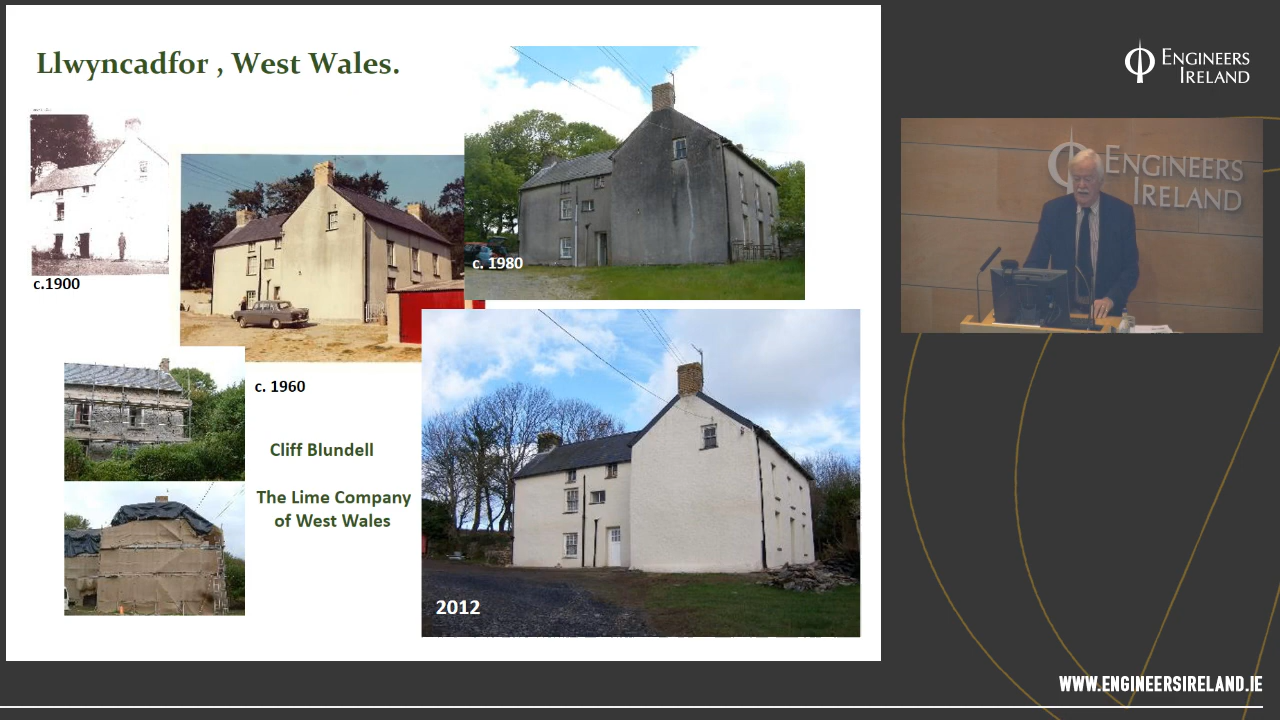 Llwyncadfor , West Wales.
c.1900
c. 1960
c. 1980
Cliff Blundell
The Lime Company
of West Wales
2012
ENGINEERS
IRELAND
ENGINEERS
IRELAND
WWW.ENGINEERSIRELAND.IE